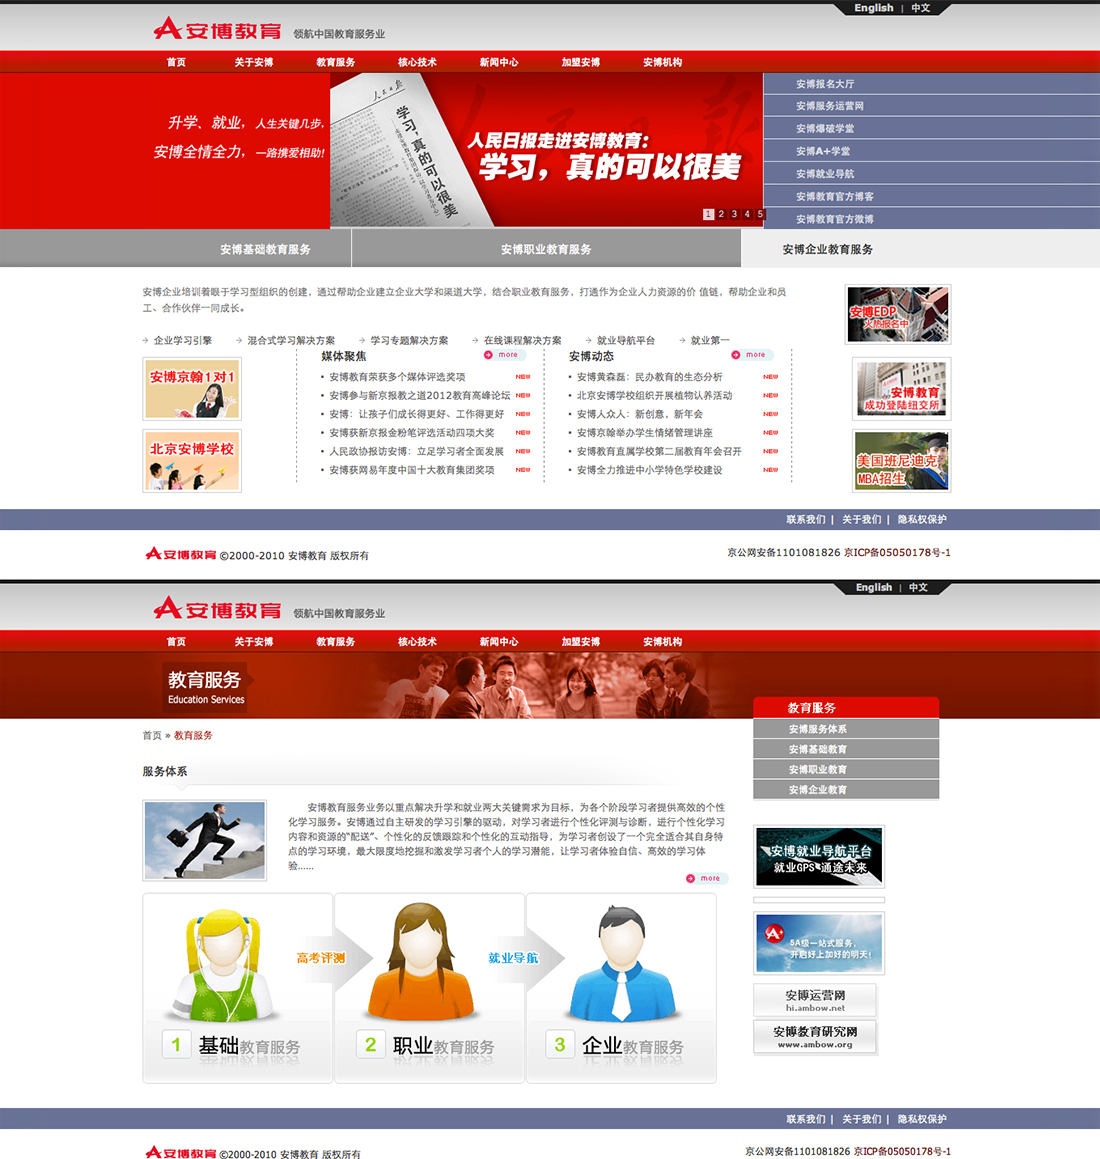 English | 中文
安博教育 领航中国教育服务业
首页 关于安博 教育服务 核心技术 新闻中心 加盟安博 安博机构
升学、就业，人生关键几步，
安博全情全力，一路携爱相助!
人民日报
学习，真的可以很美
人民日报走进安博教育：
学习，真的可以很美
1 2 3 4 5
安博报名大厅
安博服务运营网
安博爆破学堂
安博A+学堂
安博就业导航
安博教育官方博客
安博教育官方微博
安博基础教育服务 安博职业教育服务 安博企业教育服务
安博企业培训着眼于学习型组织的创建，通过帮助企业建立企业大学和渠道大学，结合职业教育服务，打通作为企业人力资源的价 值链，帮助企业和员
工、合作伙伴一同成长。
企业学习引擎 混合式学习解决方案 学习专题解决方案 在线课程解决方案 就业导航平台 就业第一
安博京翰1对1
北京安博学校
媒体聚焦 more
安博教育荣获多个媒体评选奖项 NEW
安博参与新京报教之道2012教育高峰论坛 NEW
安博：让孩子们成长得更好、工作得更好 NEW
安博获新京报金粉笔评选活动四项大奖 NEW
人民政协报访安博：立足学习者全面发展 NEW
安博获网易年度中国十大教育集团奖项 NEW
安博动态 more
安博黄森磊：民办教育的生态分析 NEW
北京安博学校组织开展植物认养活动 NEW
安博人众人：新创意，新年会 NEW
安博京翰举办学生情绪管理讲座 NEW
安博教育直属学校第二届教育年会召开 NEW
安博全力推进中小学特色学校建设 NEW
安博EDP
火热报名中
安博教育
成功登陆纽交所
美国班尼迪克
MBA招生
联系我们 | 关于我们 | 隐私权保护
安博教育 ©2000-2010 安博教育 版权所有 京公网安备1101081826 京ICP备05050178号-1
English | 中文
安博教育 领航中国教育服务业
首页 关于安博 教育服务 核心技术 新闻中心 加盟安博 安博机构
教育服务
Education Services
首页 » 教育服务
服务体系
安博教育服务业务以重点解决升学和就业两大关键需求为目标，为各个阶段学习者提供高效的个性
化学习服务。安博通过自主研发的学习引擎的驱动，对学习者进行个性化评测与诊断，进行个性化学习
内容和资源的“配送”、个性化的反馈跟踪和个性化的互动指导，为学习者创设了一个完全适合其自身特
点的学习环境，最大限度地挖掘和激发学习者个人的学习潜能，让学习者体验自信、高效的学习体
验......
more
高考评测 就业导航
1 基础教育服务 2 职业教育服务 3 企业教育服务
教育服务
安博服务体系
安博基础教育
安博职业教育
安博企业教育
安博就业导航平台
就业GPS 通途未来
A+
5A级一站式服务，
开启好上加好的明天!
安博运营网
hi.ambow.net
安博教育研究网
www.ambow.org
联系我们 | 关于我们 | 隐私权保护
安博教育 ©2000-2010 安博教育 版权所有 京公网安备1101081826 京ICP备05050178号-1